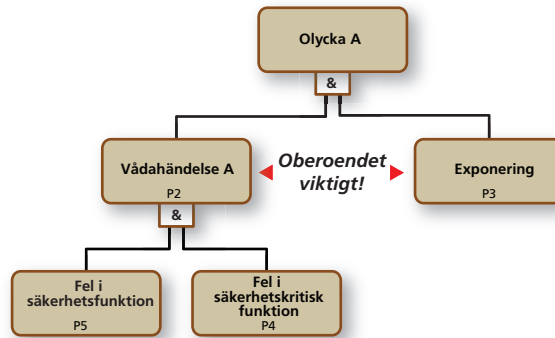 Olycka A
&
Vådahändelse A
P2
Oberoendet
viktigt!
Exponering
P3
&
Fel i
säkerhetsfunktion
P5
Fel i
säkerhetskritisk
funktion
P4